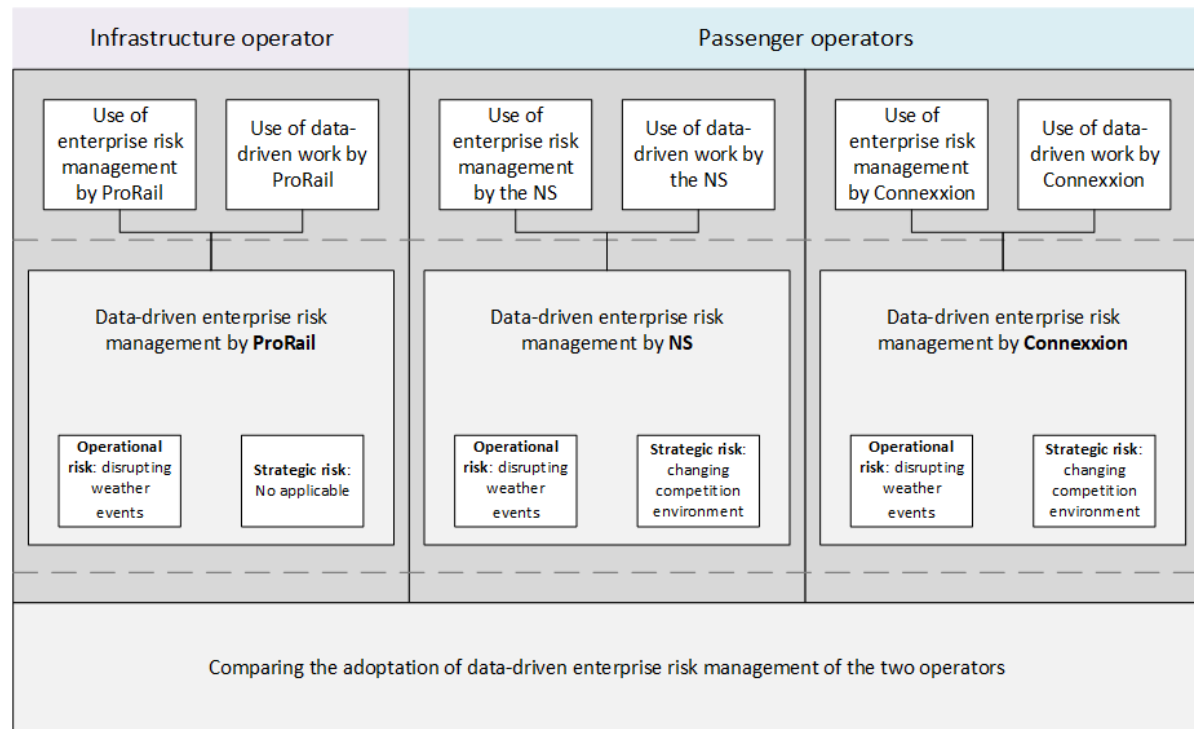 Infrastructure operator
Passenger operators
Use of
enterprise risk
management
by ProRail
Use of data-
driven work by
ProRail
Use of
enterprise risk
management
by the NS
Use of data-
driven work by
the NS
Use of
enterprise risk
management
by Connexxion
Use of data-
driven work by
Connexxion
Data-driven enterprise risk
management by ProRail
Operational
risk: disrupting
weather
events
Strategic risk:
No applicable
Data-driven enterprise risk
management by NS
Operational
risk: disrupting
weather
events
Strategic risk:
changing
competition
environment
Data-driven enterprise risk
management by Connexxion
Operational
risk: disrupting
weather
events
Strategic risk:
changing
competition
environment
Comparing the adoptation of data-driven enterprise risk management of the two operators